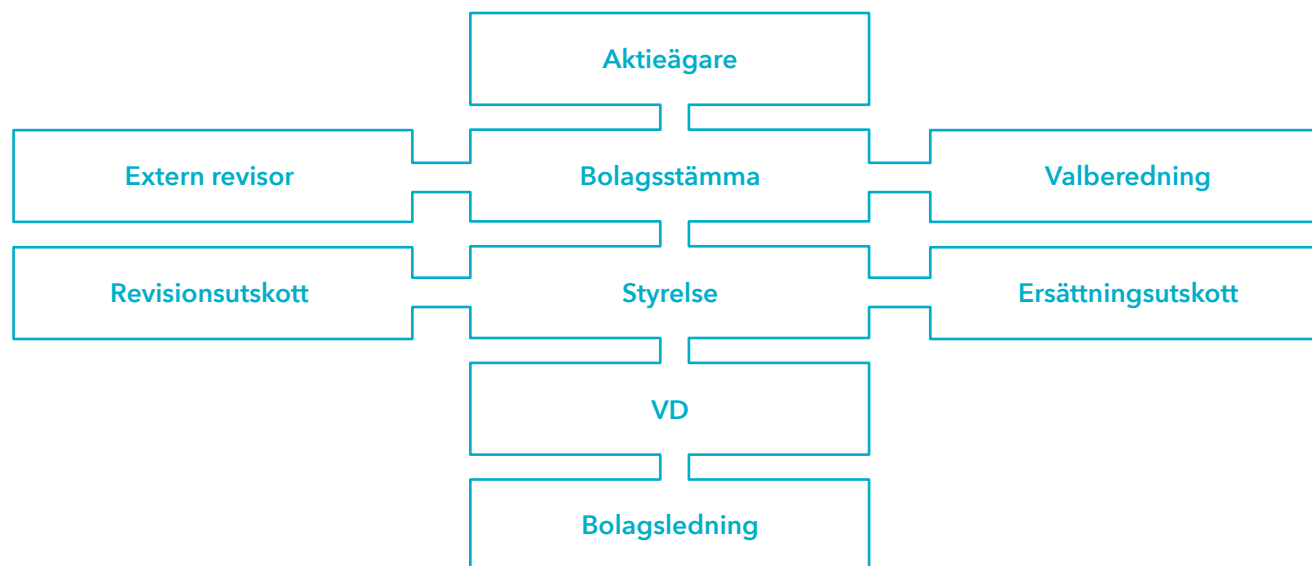 Aktieägare
Extern revisor
Bolagsstämma
Valberedning
Revisionsutskott
Styrelse
Ersättningsutskott
VD
Bolagsledning